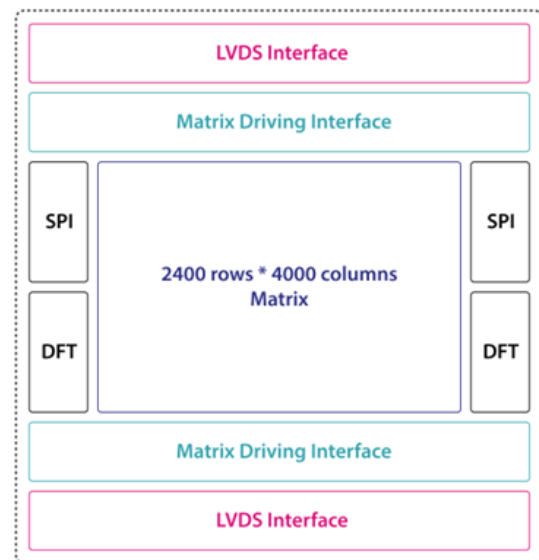 LVDS Interface
Matrix Driving Interface
SPI
2400 rows * 4000 columns
Matrix
SPI
DFT
DFT
Matrix Driving Interface
LVDS Interface